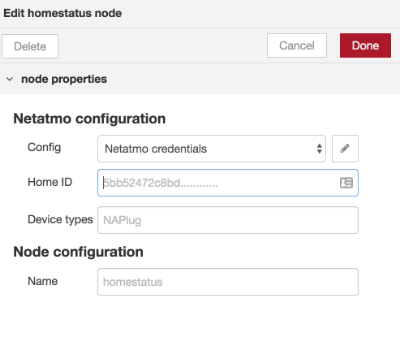 Edit homestatus node
Delete
Cancel
Done
node properties
Netatmo configuration
Config
Netatmo credentials
Home ID
5bb52472c8bd............
Device types
NAPlug
Node configuration
Name
homestatus